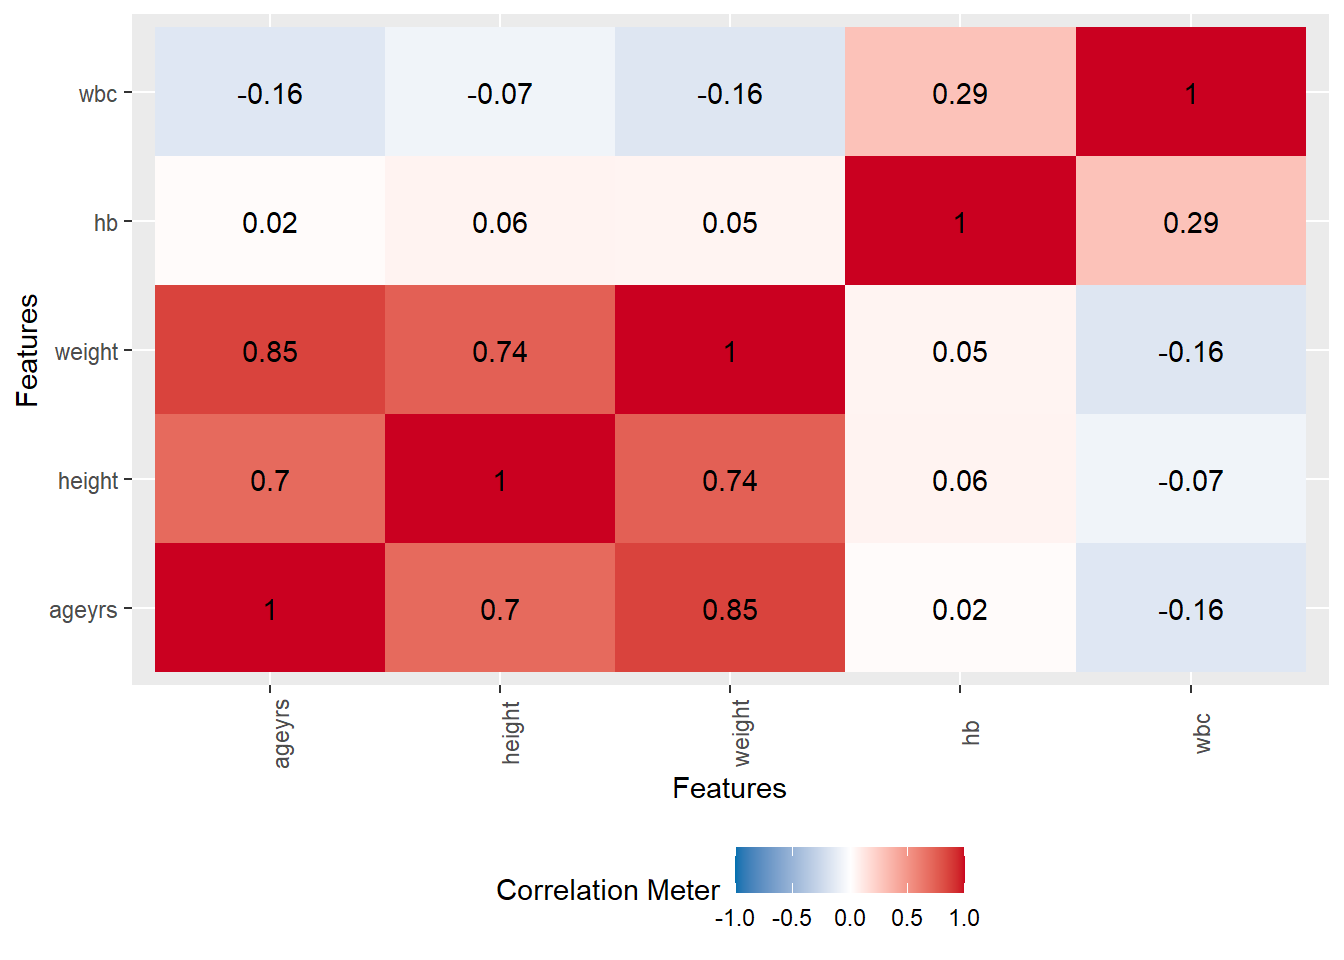 wbc -0.16 -0.07 -0.16 0.29 1
hb 0.02 0.06 0.05 1 0.29
weight 0.85 0.74 1 0.05 -0.16
height 0.7 1 0.74 0.06 -0.07
ageyrs 1 0.7 0.85 0.02 -0.16
Features
ageyrs height weight hb wbc
Features
Correlation Meter
-1.0 -0.5 0.0 0.5 1.0